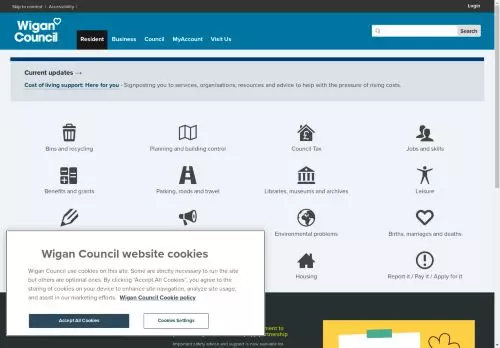 Skip to content | Accessibility |
Login
Wigan
Council
Resident
Business
Council
MyAccount
Visit Us
Search
Current updates →
Cost of living support: Here for you - Signposting you to services, organisations, resources and advice to help with the pressure of rising costs.
Bins and recycling
Planning and building control
Council Tax
Jobs and skills
Benefits and grants
Parking, roads and travel
Libraries, museums and archives
Leisure
Environmental problems
Births, marriages and deaths
Housing
Report it / Pay it / Apply for it
Wigan Council website cookies
Wigan Council use cookies on this site. Some are strictly necessary to run the site
but others are optional ones. By clicking "Accept All Cookies", you agree to the
storing of cookies on your device to enhance site navigation, analyze site usage,
and assist in our marketing efforts. Wigan Council Cookie policy
Accept All Cookies
Cookies Settings
Important safety advice and support is now available for